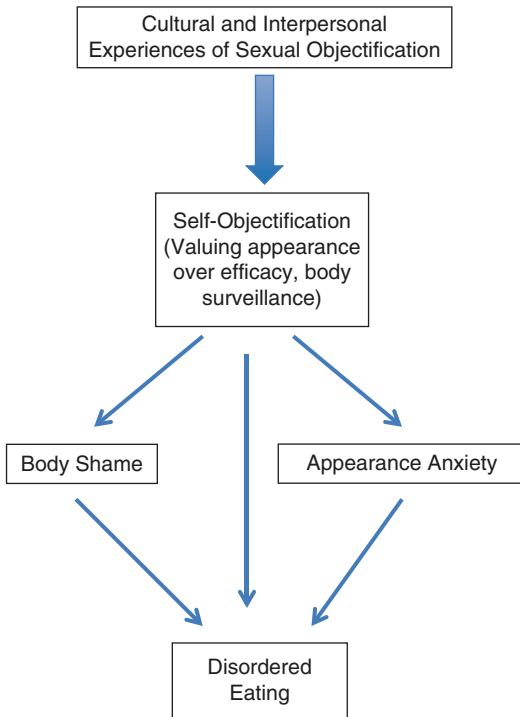 Cultural and Interpersonal
Experiences of Sexual Objectification
Self-Objectification
(Valuing appearance
over efficacy, body
surveillance)
Body Shame
Appearance Anxiety
Disordered
Eating